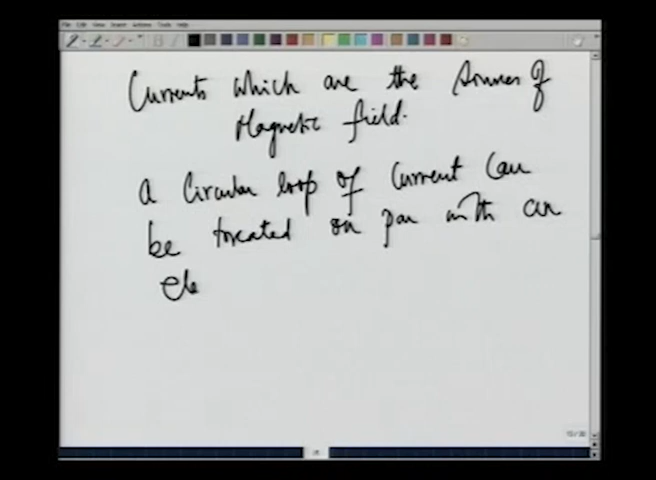 Currents which are the Sources of
Magnetic field.
A Circular loop of Current Can
be treated on par with an
ele